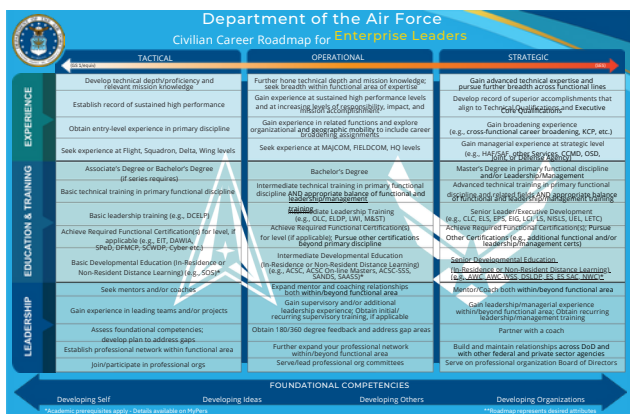 Department of the Air Force
Civilian Career Roadmap for Enterprise Leaders
TACTICAL
OPERATIONAL
STRATEGIC
EXPERIENCE
Develop technical depth/proficiency and
relevant mission knowledge
Further hone technical depth and mission knowledge;
seek breadth within functional area of expertise
Gain advanced technical expertise and
pursue further breadth across functional lines
Establish record of sustained high performance
Gain experience at sustained high performance levels
and at increasing levels of responsibility, impact, and
mission accomplishment
Develop record of superior accomplishments that
align to Technical Qualifications and Executive
Core Qualifications
Obtain entry-level experience in primary discipline
Gain experience in related functions and explore
organizational and geographic mobility to include career
broadening assignments
Gain broadening experience
(e.g., cross-functional career broadening, KCP, etc.)
Seek experience at Flight, Squadron, Delta, Wing levels
Seek experience at MAJCOM, FIELDCOM, HQ levels
Gain managerial experience at strategic level
(e.g., HAF/SAF, other Services, CCMD, OSD,
Joint, or Defense Agency)
EDUCATION & TRAINING
Associate's Degree or Bachelor's Degree
(if series requires)
Bachelor's Degree
Master's Degree in primary functional discipline
and/or Leadership/Management
Basic technical training in primary functional discipline
Intermediate technical training in primary functional
discipline AND appropriate balance of functional and
leadership/management
training
Advanced technical training in primary functional
discipline and related fields AND appropriate balance
of functional and leadership/management training
Basic leadership training (e.g., DCELP)
Intermediate Leadership Training
(e.g., OLC, ELDP, LWI, M&ST)
Senior Leader/Executive Development
(e.g., CLC, ELS, EPS, EIG, LGI, LS, NISLS, UEL, LETC)
Achieve Required Functional Certification(s) for level, if
applicable (e.g., EIT, DAWIA,
SPeD, DFMCP, SCWDP, Cyber etc.)
Achieve Required Functional Certification(s)
for level (if applicable); Pursue other certifications
beyond primary discipline
Achieve Required Functional Certification(s); Pursue
Other Certifications (e.g., additional functional and/or
leadership/management certs)
Basic Developmental Education (In-Residence or
Non-Resident Distance Learning) (e.g., SOS)*
Intermediate Developmental Education
(In-Residence or Non-Resident Distance Learning)
(e.g., ACSC, ACSC On-line Masters, ACSC-SSS,
SANDS, SAASS)*
Senior Developmental Education
(In-Residence or Non-Resident Distance Learning)
(e.g., AWC, AWC-WSS, DSLDP, ES, ES SAC, NWC)*
LEADERSHIP
Seek mentors and/or coaches
Expand mentor and coaching relationships
both within/beyond functional area
Mentor/Coach both within/beyond functional area
Gain experience in leading teams and/or projects
Gain supervisory and/or additional
leadership experience; Obtain initial/
recurring supervisory training, if applicable
Gain leadership/managerial experience
within/beyond functional area; Obtain recurring
leadership/management training
Assess foundational competencies;
develop plan to address gaps
Obtain 180/360 degree feedback and address gap areas
Partner with a coach
Establish professional network within functional area
Further expand your professional network
within/beyond functional area
Build and maintain relationships across DoD and
with other federal and private sector agencies
Join/participate in professional orgs
Serve/lead professional org committees
Serve on professional organization Board of Directors
FOUNDATIONAL COMPETENCIES
Developing Self
Developing Ideas
Developing Others
Developing Organizations
*Academic prerequisites apply - Details available on MyPers
**Roadmap represents desired attributes